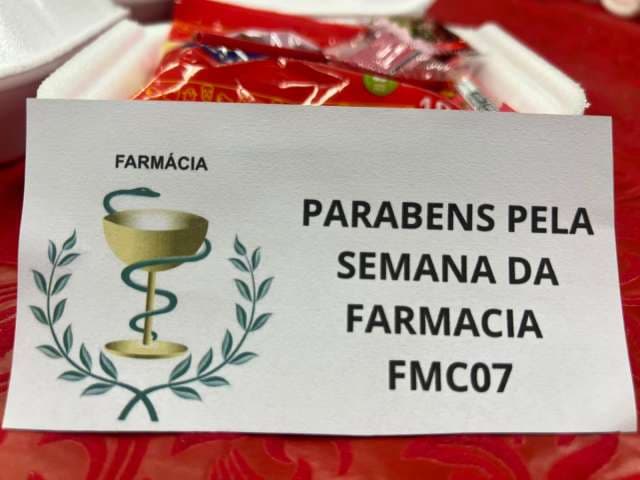 FARMÁCIA
PARABENS PELA
SEMANA DA
FARMACIA
FMC07